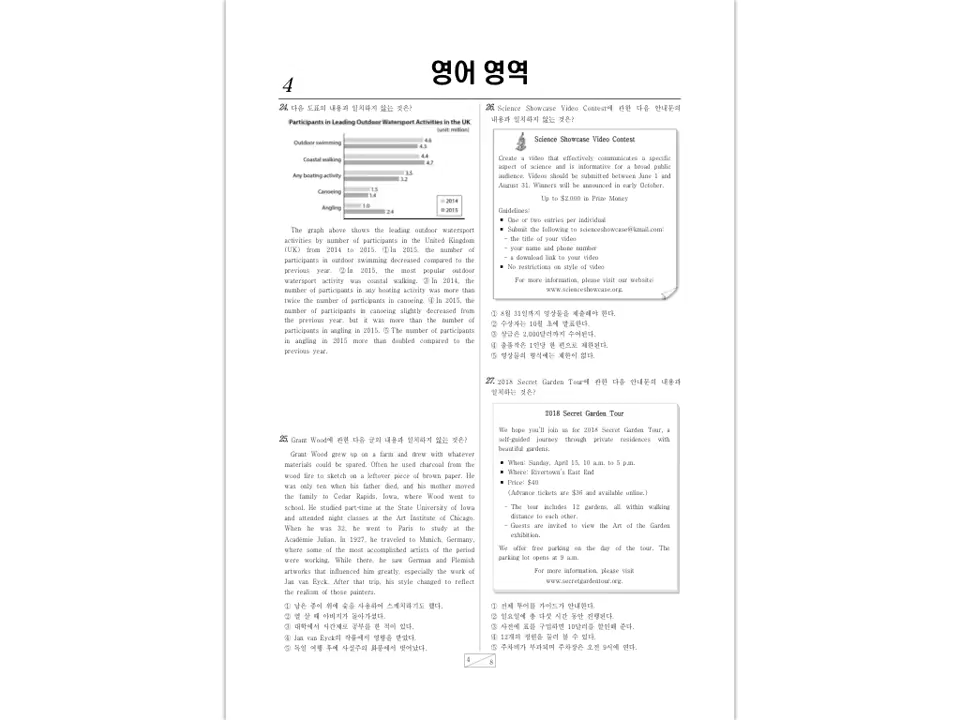 영어 영역
4
24. 다음 도표의 내용과 일치하지 않는 것은?
Participants in Leading Outdoor Watersport Activities in the UK
(unit: million)
Outdoor swimming 4.6 4.3
Coastal walking 4.4 4.7
Any boating activity 3.5 3.2
Canoeing 1.5 1.4
Angling 1.0 2.4
2014
2015
The graph above shows the leading outdoor watersport
activities by number of participants in the United Kingdom
(UK) from 2014 to 2015. ① In 2015, the number of
participants in outdoor swimming decreased compared to the
previous year. ② In 2015, the most popular outdoor
watersport activity was coastal walking. ③ In 2014, the
number of participants in any boating activity was more than
twice the number of participants in canoeing. ④ In 2015, the
number of participants in canoeing slightly decreased from
the previous year, but it was more than the number of
participants in angling in 2015. ⑤ The number of participants
in angling in 2015 more than doubled compared to the
previous year.
25. Grant Wood에 관한 다음 글의 내용과 일치하지 않는 것은?
Grant Wood grew up on a farm and drew with whatever
materials could be spared. Often he used charcoal from the
wood fire to sketch on a leftover piece of brown paper. He
was only ten when his father died, and his mother moved
the family to Cedar Rapids, Iowa, where Wood went to
school. He studied part-time at the State University of Iowa
and attended night classes at the Art Institute of Chicago.
When he was 32, he went to Paris to study at the
Académie Julian. In 1927, he traveled to Munich, Germany,
where some of the most accomplished artists of the period
were working. While there, he saw German and Flemish
artworks that influenced him greatly, especially the work of
Jan van Eyck. After that trip, his style changed to reflect
the realism of those painters.
① 남은 종이 위에 숯을 사용하여 스케치하기도 했다.
② 열 살 때 아버지가 돌아가셨다.
③ 대학에서 시간제로 공부를 한 적이 있다.
④ Jan van Eyck의 작품에서 영향을 받았다.
⑤ 독일 여행 후에 사실주의 화풍에서 벗어났다.
26. Science Showcase Video Contest에 관한 다음 안내문의
내용과 일치하지 않는 것은?
Science Showcase Video Contest
Create a video that effectively communicates a specific
aspect of science and is informative for a broad public
audience. Videos should be submitted between June 1 and
August 31. Winners will be announced in early October.
Up to $2,000 in Prize Money
Guidelines:
■ One or two entries per individual
■ Submit the following to scienceshowcase@kmail.com:
- the title of your video
- your name and phone number
- a download link to your video
■ No restrictions on style of video
For more information, please visit our website:
www.scienceshowcase.org.
① 8월 31일까지 영상물을 제출해야 한다.
② 수상자는 10월 초에 발표한다.
③ 상금은 2,000달러까지 수여된다.
④ 출품작은 1인당 한 편으로 제한된다.
⑤ 영상물의 형식에는 제한이 없다.
27. 2018 Secret Garden Tour에 관한 다음 안내문의 내용과
일치하는 것은?
2018 Secret Garden Tour
We hope you'll join us for 2018 Secret Garden Tour, a
self-guided journey through private residences with
beautiful gardens.
■ When: Sunday, April 15, 10 a.m. to 5 p.m.
■ Where: Rivertown's East End
■ Price: $40
(Advance tickets are $36 and available online.)
- The tour includes 12 gardens, all within walking
distance to each other.
- Guests are invited to view the Art of the Garden
exhibition.
We offer free parking on the day of the tour. The
parking lot opens at 9 a.m.
For more information, please visit
www.secretgardentour.org.
① 전체 투어를 가이드가 안내한다.
② 일요일에 총 다섯 시간 동안 진행된다.
③ 사전에 표를 구입하면 10달러를 할인해 준다.
④ 12개의 정원을 둘러 볼 수 있다.
⑤ 주차비가 부과되며 주차장은 오전 9시에 연다.
4
8